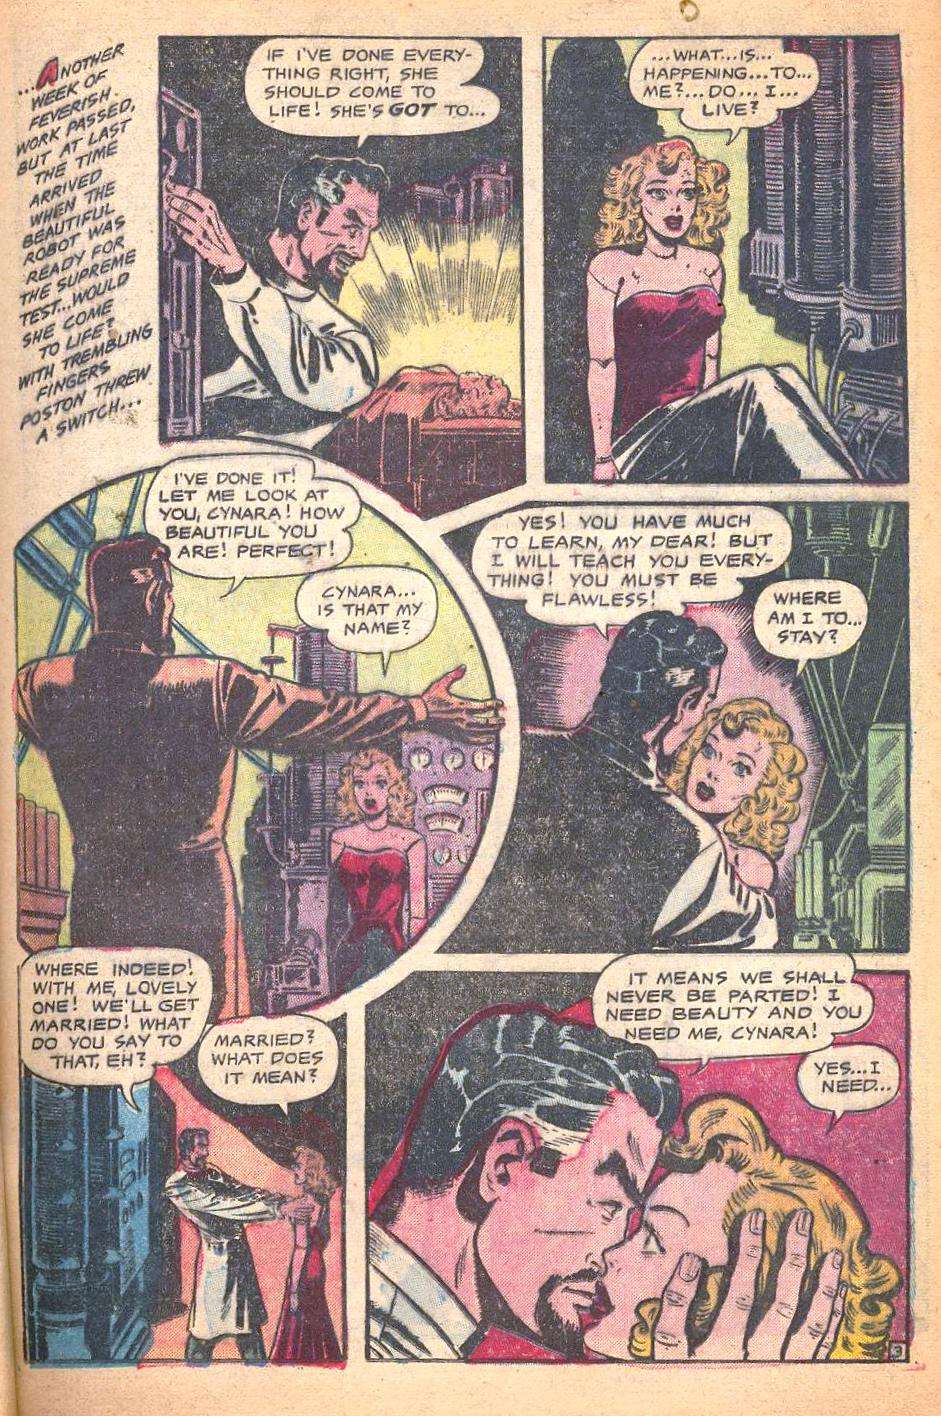 ...ANOTHER
WEEK OF
FEVERISH
WORK PASSED,
BUT AT LAST
THE TIME
ARRIVED
WHEN THE
BEAUTIFUL
ROBOT WAS
READY FOR
THE SUPREME
TEST...WOULD
SHE COME
TO LIFE?
WITH TREMBLING
FINGERS
POSTON THREW
A SWITCH...
IF I'VE DONE EVERY-
THING RIGHT, SHE
SHOULD COME TO
LIFE! SHE'S GOT TO...
...WHAT...IS...
HAPPENING...TO...
ME?...DO...I...
LIVE?
I'VE DONE IT!
LET ME LOOK AT
YOU, CYNARA! HOW
BEAUTIFUL YOU
ARE! PERFECT!
CYNARA...
IS THAT MY
NAME?
YES! YOU HAVE MUCH
TO LEARN, MY DEAR! BUT
I WILL TEACH YOU EVERY-
THING! YOU MUST BE
FLAWLESS!
WHERE
AM I TO...
STAY?
WHERE INDEED!
WITH ME, LOVELY
ONE! WE'LL GET
MARRIED! WHAT
DO YOU SAY TO
THAT, EH?
MARRIED?
WHAT DOES
IT MEAN?
IT MEANS WE SHALL
NEVER BE PARTED! I
NEED BEAUTY AND YOU
NEED ME, CYNARA!
YES...I
NEED...
3